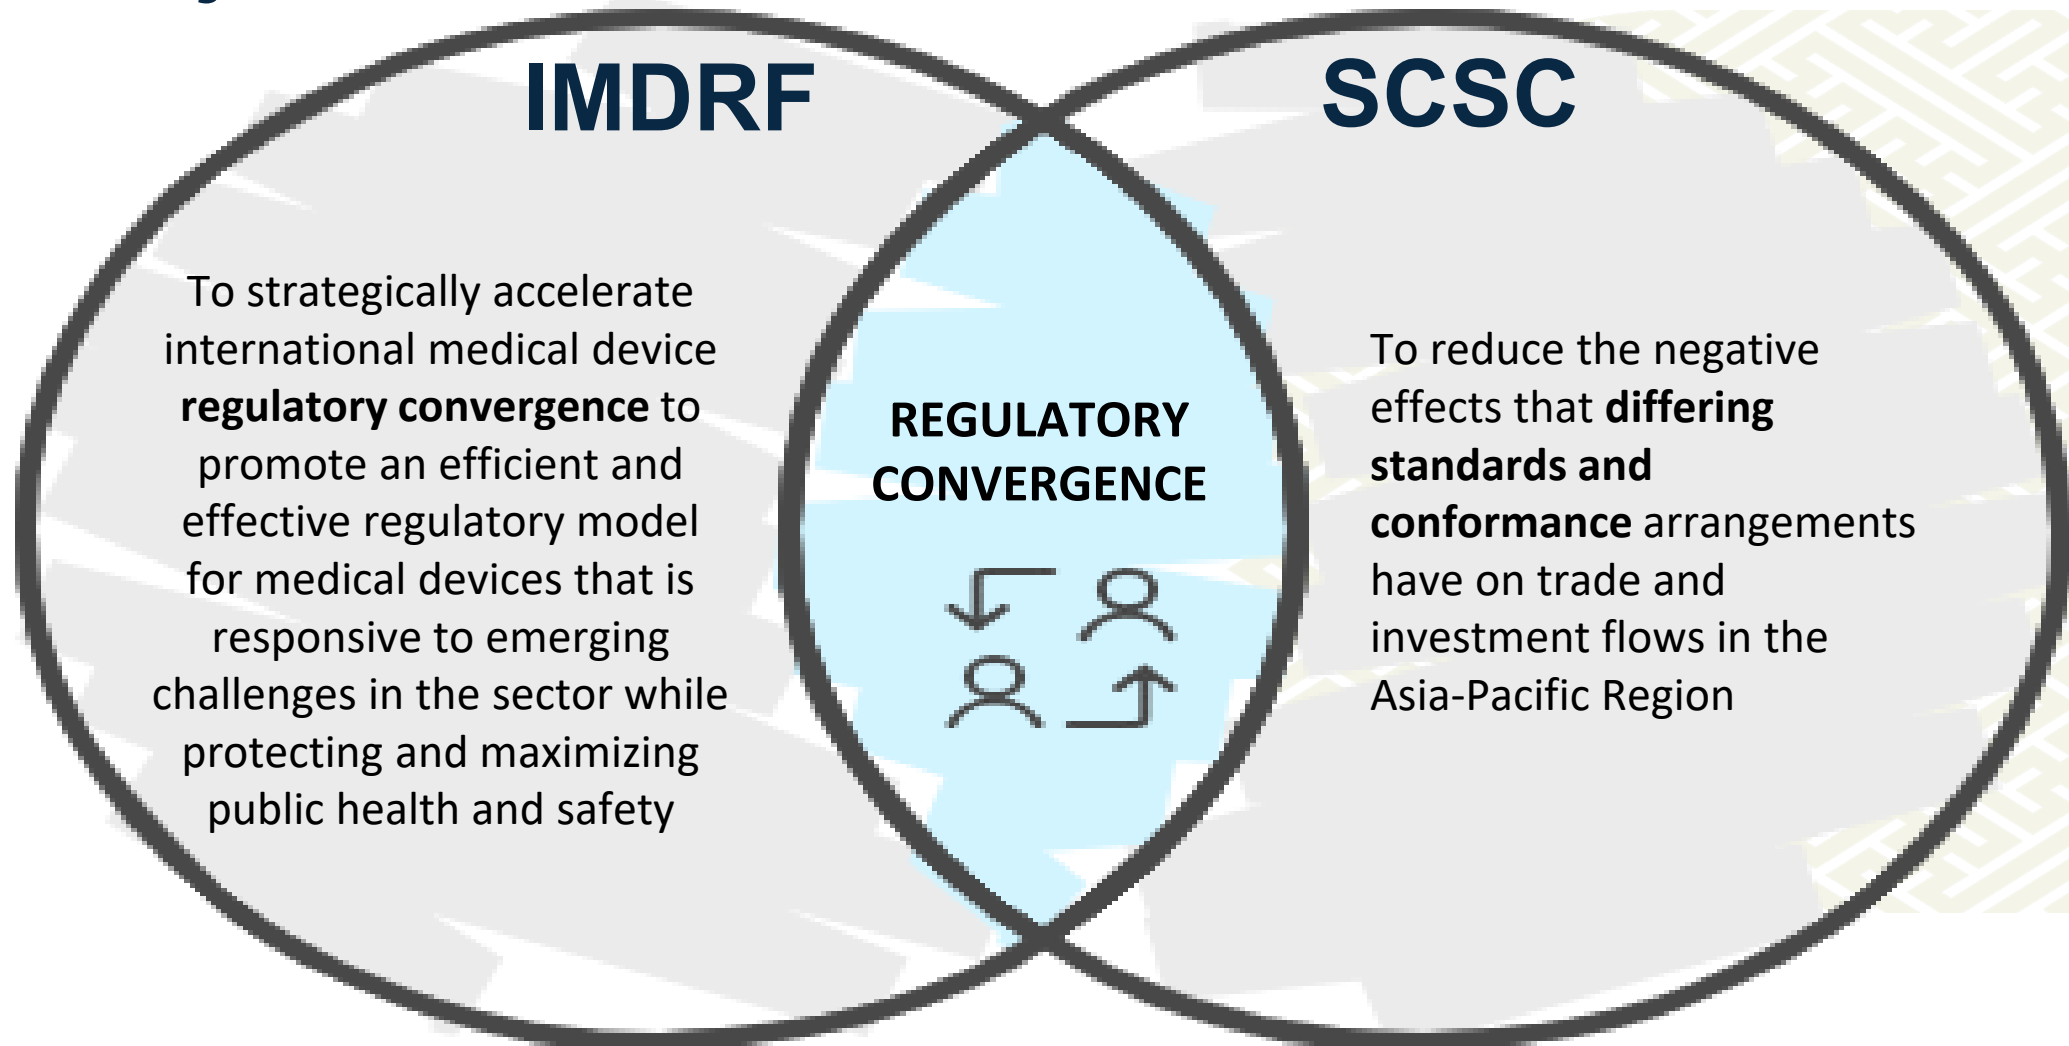 IMDRF
To strategically accelerate
international medical device
regulatory convergence to
promote an efficient and
effective regulatory model
for medical devices that is
responsive to emerging
challenges in the sector while
protecting and maximizing
public health and safety
REGULATORY
CONVERGENCE
SCSC
To reduce the negative
effects that differing
standards and
conformance arrangements
have on trade and
investment flows in the
Asia-Pacific Region